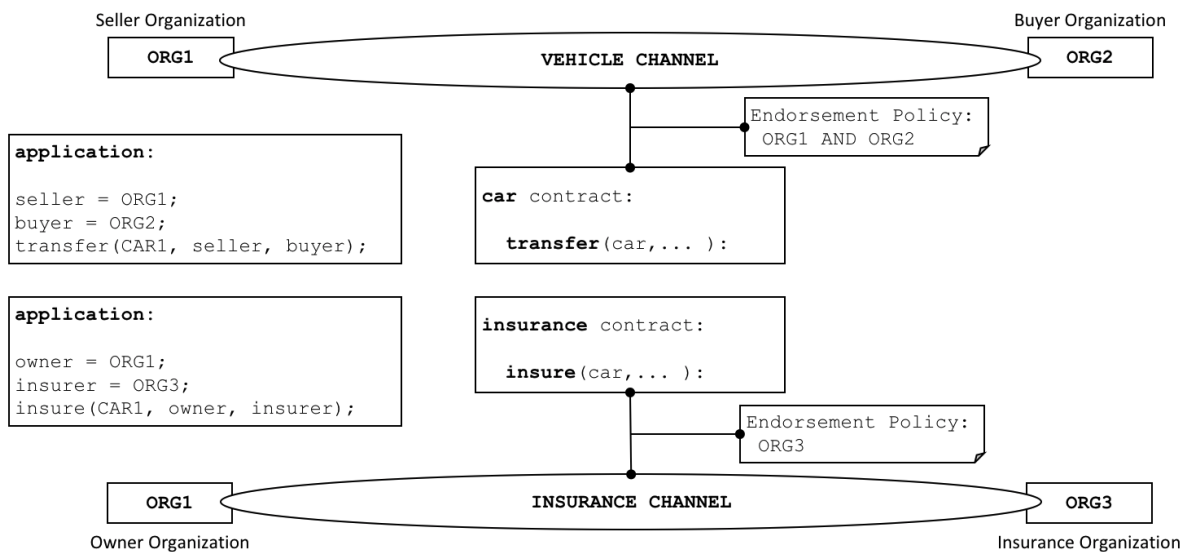 Seller Organization
Buyer Organization
ORG1
VEHICLE CHANNEL
ORG2
Endorsement Policy:
ORG1 AND ORG2
application:
seller = ORG1;
buyer = ORG2;
transfer(CAR1, seller, buyer);
car contract:
transfer(car,... ):
application:
owner = ORG1;
insurer = ORG3;
insure(CAR1, owner, insurer);
insurance contract:
insure(car,... ):
Endorsement Policy:
ORG3
ORG1
INSURANCE CHANNEL
ORG3
Owner Organization
Insurance Organization